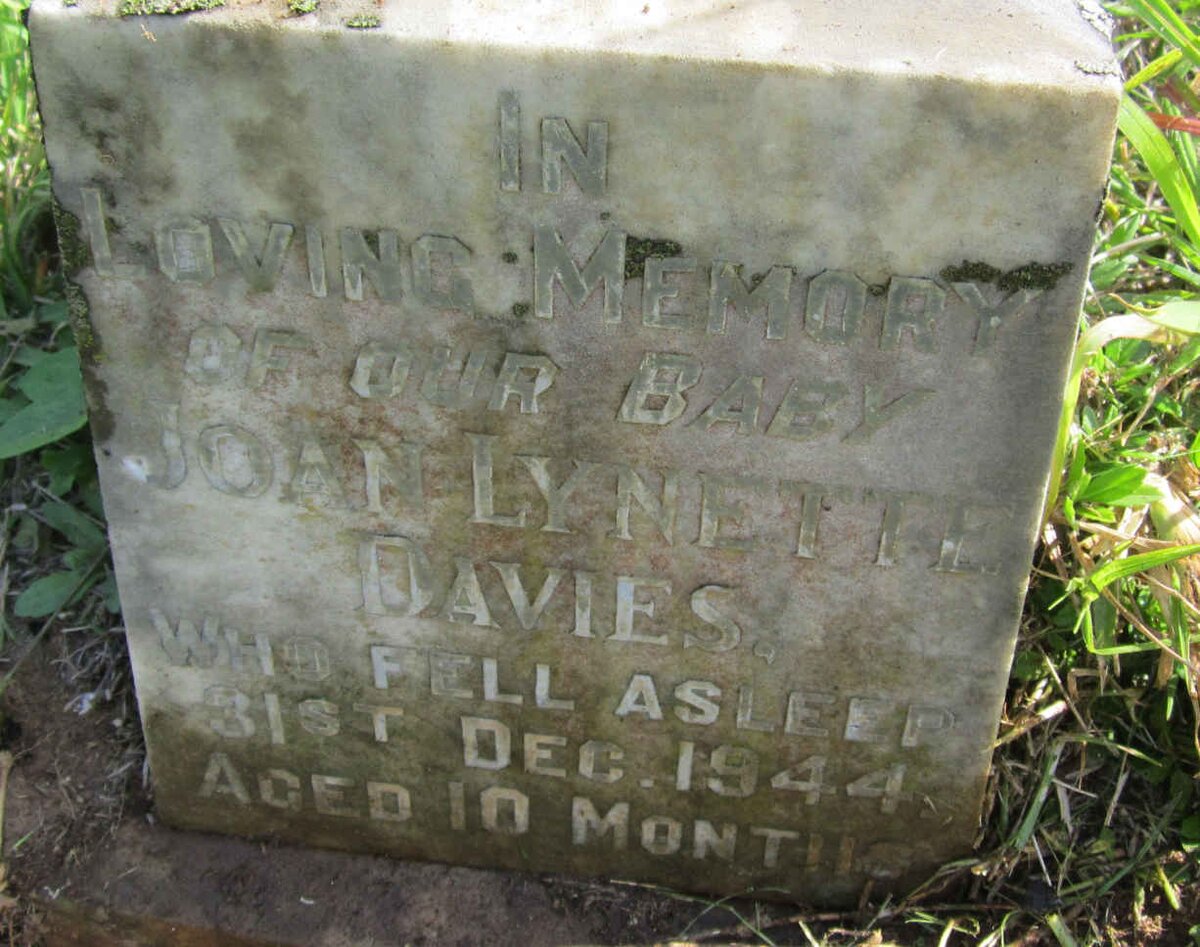 IN
LOVING MEMORY
OF OUR BABY
JOAN LYNETTE
DAVIES,
WHO FELL ASLEEP
31ST DEC. 1944,
AGED 10 MONTHS